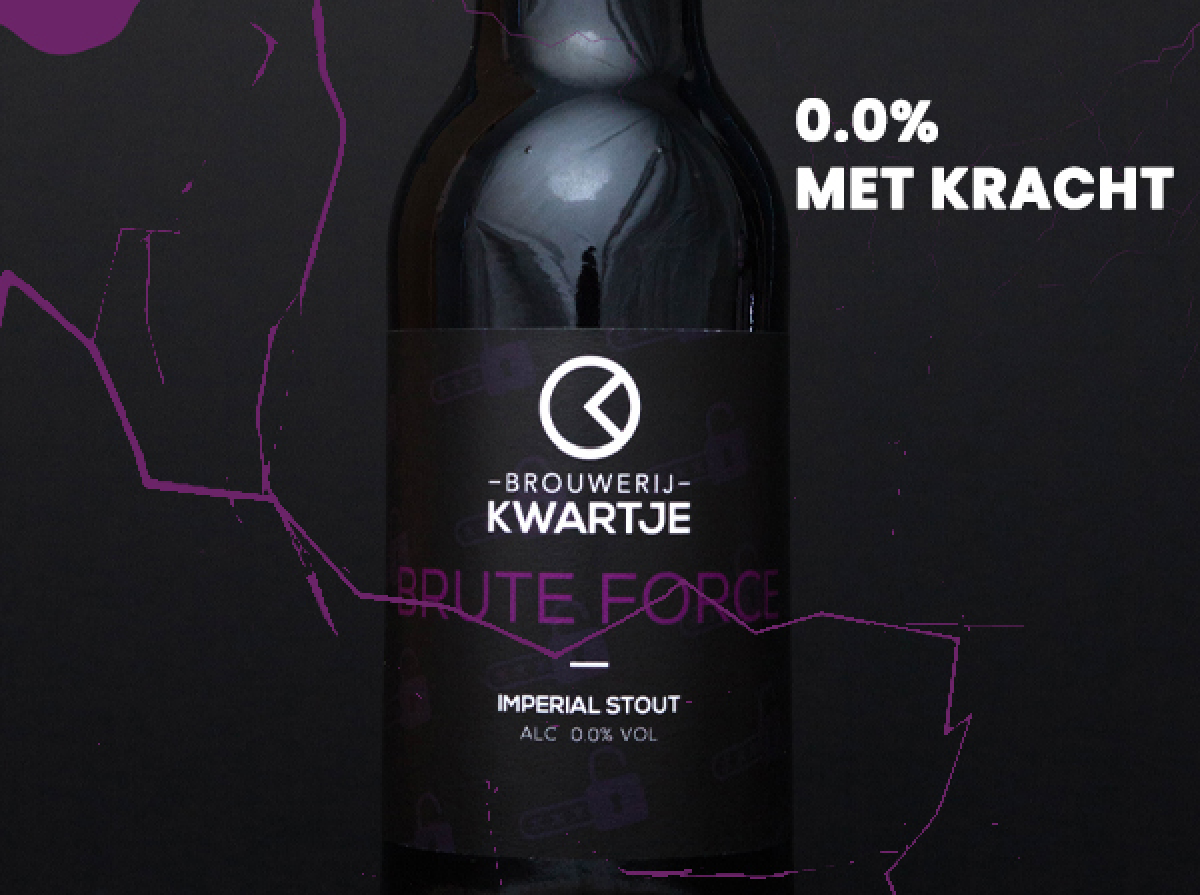 0.0%
MET KRACHT
-BROUWERIJ-
KWARTJE
BRUTE FORCE
IMPERIAL STOUT
ALC 0.0% VOL